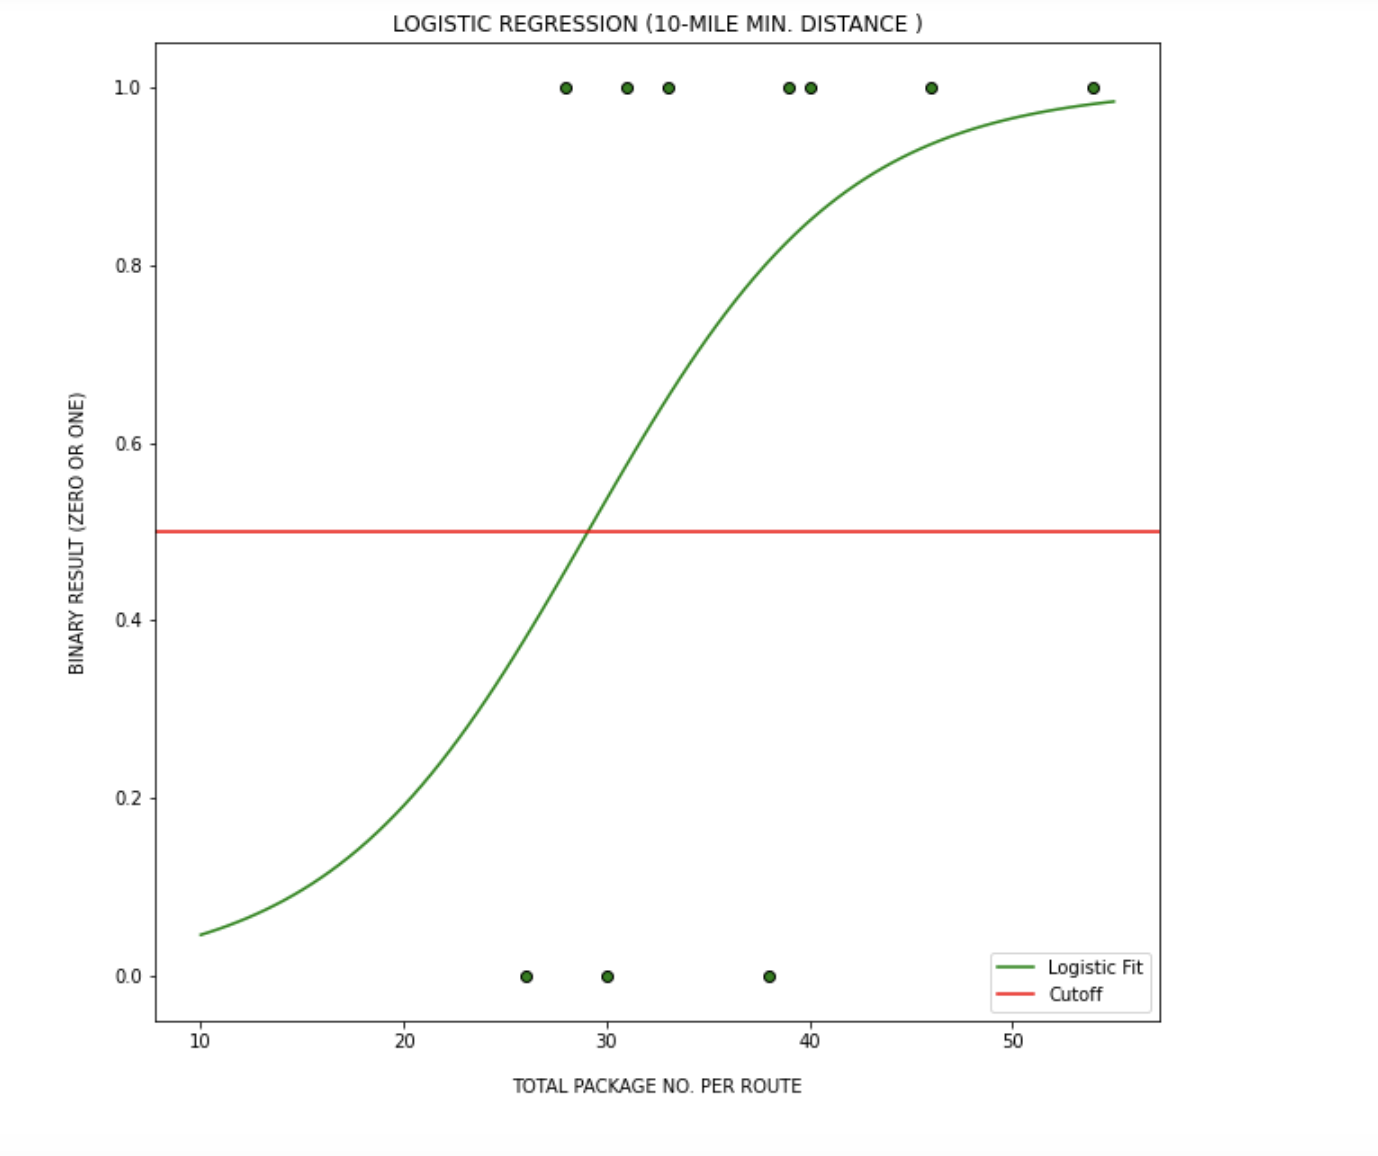 LOGISTIC REGRESSION (10-MILE MIN. DISTANCE )
1.0
0.8
0.6
0.4
0.2
0.0
BINARY RESULT (ZERO OR ONE)
Logistic Fit
Cutoff
10 20 30 40 50
TOTAL PACKAGE NO. PER ROUTE